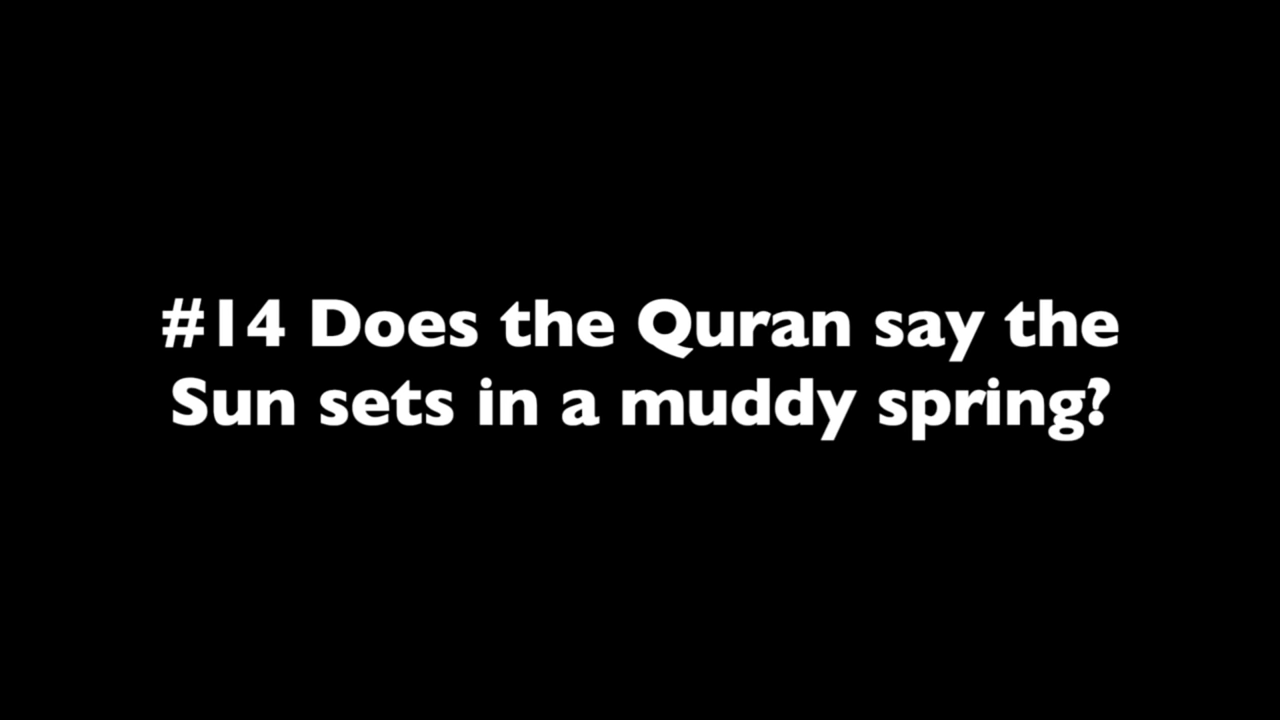 #14 Does the Quran say the
Sun sets in a muddy spring?